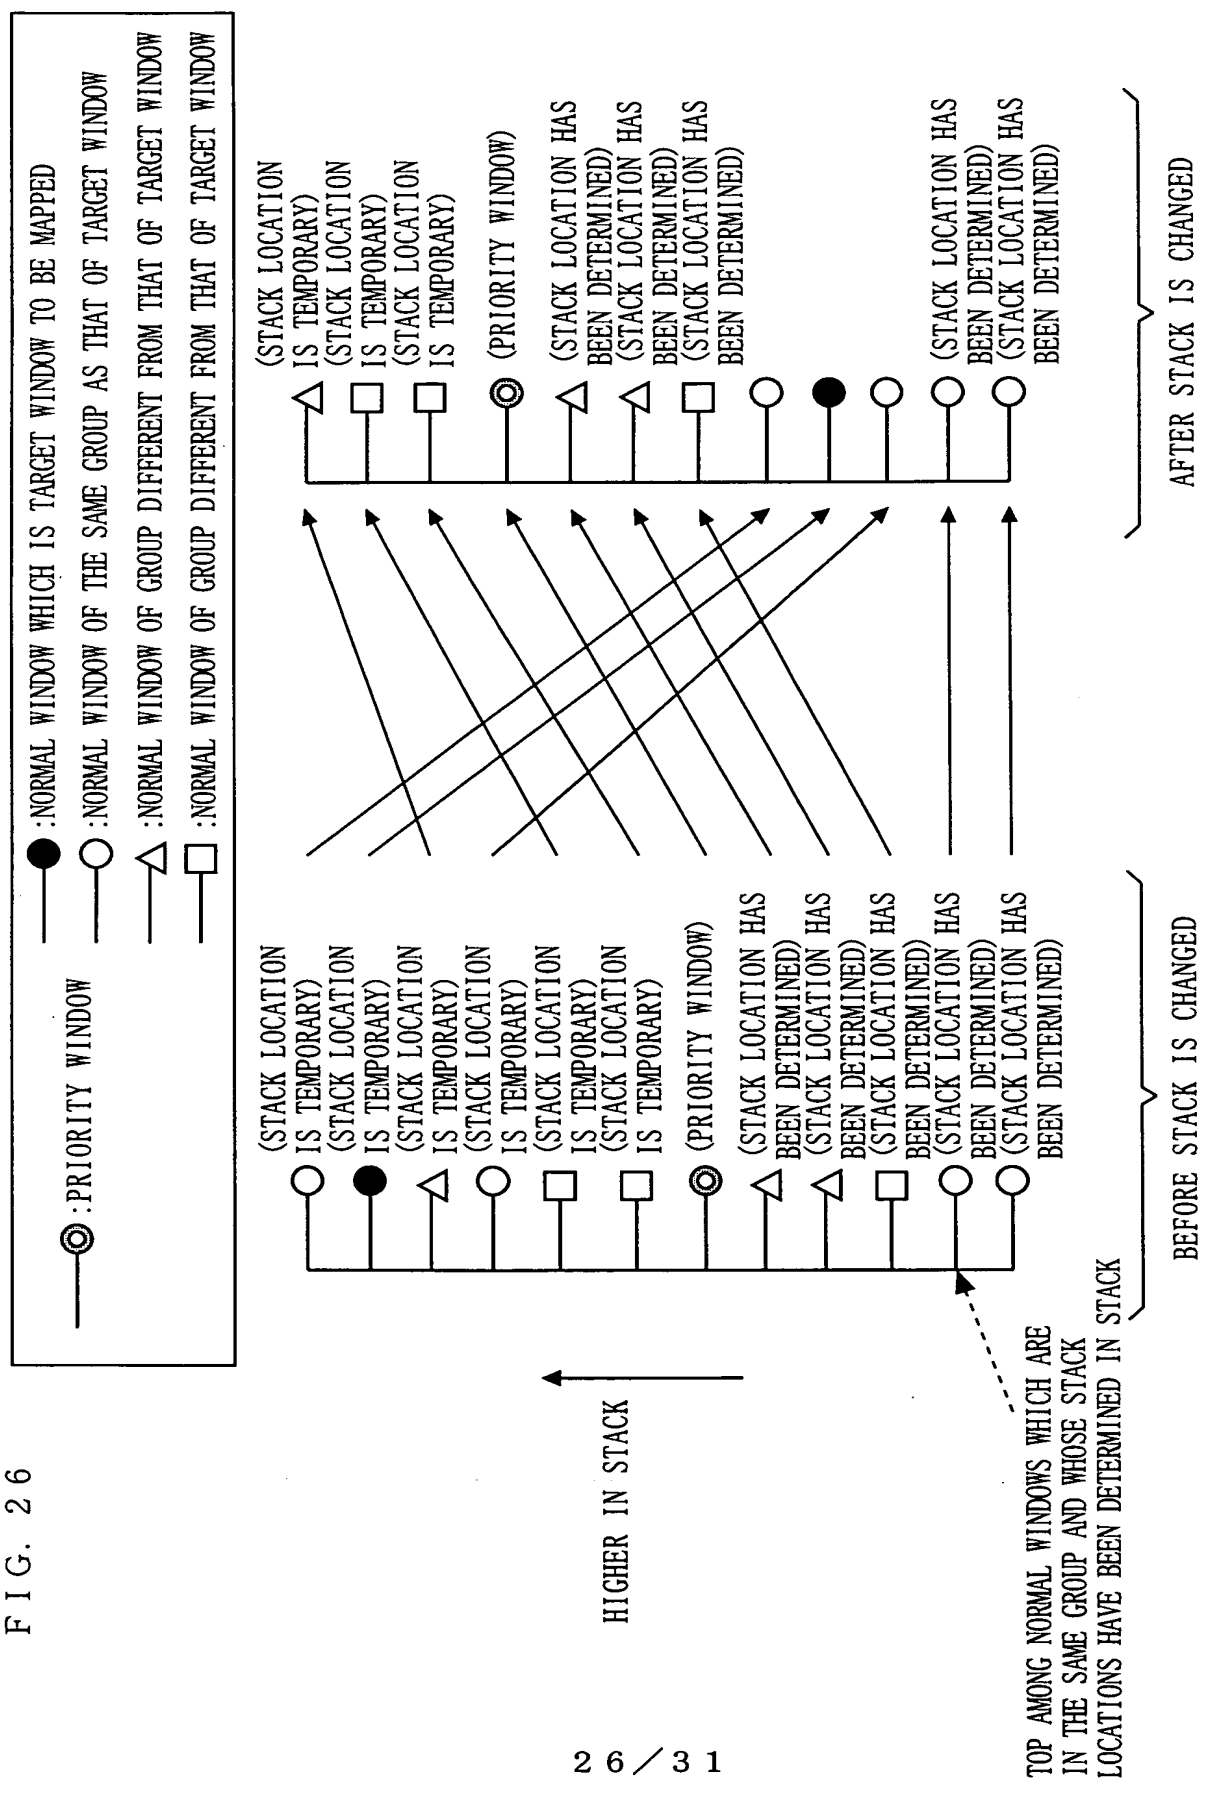 FIG. 26
:PRIORITY WINDOW
:NORMAL WINDOW WHICH IS TARGET WINDOW TO BE MAPPED
:NORMAL WINDOW OF THE SAME GROUP AS THAT OF TARGET WINDOW
:NORMAL WINDOW OF GROUP DIFFERENT FROM THAT OF TARGET WINDOW
:NORMAL WINDOW OF GROUP DIFFERENT FROM THAT OF TARGET WINDOW
HIGHER IN STACK
TOP AMONG NORMAL WINDOWS WHICH ARE
IN THE SAME GROUP AND WHOSE STACK
LOCATIONS HAVE BEEN DETERMINED IN STACK
(STACK LOCATION
IS TEMPORARY)
(STACK LOCATION
IS TEMPORARY)
(STACK LOCATION
IS TEMPORARY)
(STACK LOCATION
IS TEMPORARY)
(STACK LOCATION
IS TEMPORARY)
(STACK LOCATION
IS TEMPORARY)
(PRIORITY WINDOW)
(STACK LOCATION HAS
BEEN DETERMINED)
(STACK LOCATION HAS
BEEN DETERMINED)
(STACK LOCATION HAS
BEEN DETERMINED)
(STACK LOCATION HAS
BEEN DETERMINED)
(STACK LOCATION HAS
BEEN DETERMINED)
BEFORE STACK IS CHANGED
(STACK LOCATION
IS TEMPORARY)
(STACK LOCATION
IS TEMPORARY)
(STACK LOCATION
IS TEMPORARY)
(PRIORITY WINDOW)
(STACK LOCATION HAS
BEEN DETERMINED)
(STACK LOCATION HAS
BEEN DETERMINED)
(STACK LOCATION HAS
BEEN DETERMINED)
(STACK LOCATION HAS
BEEN DETERMINED)
(STACK LOCATION HAS
BEEN DETERMINED)
AFTER STACK IS CHANGED
26/31